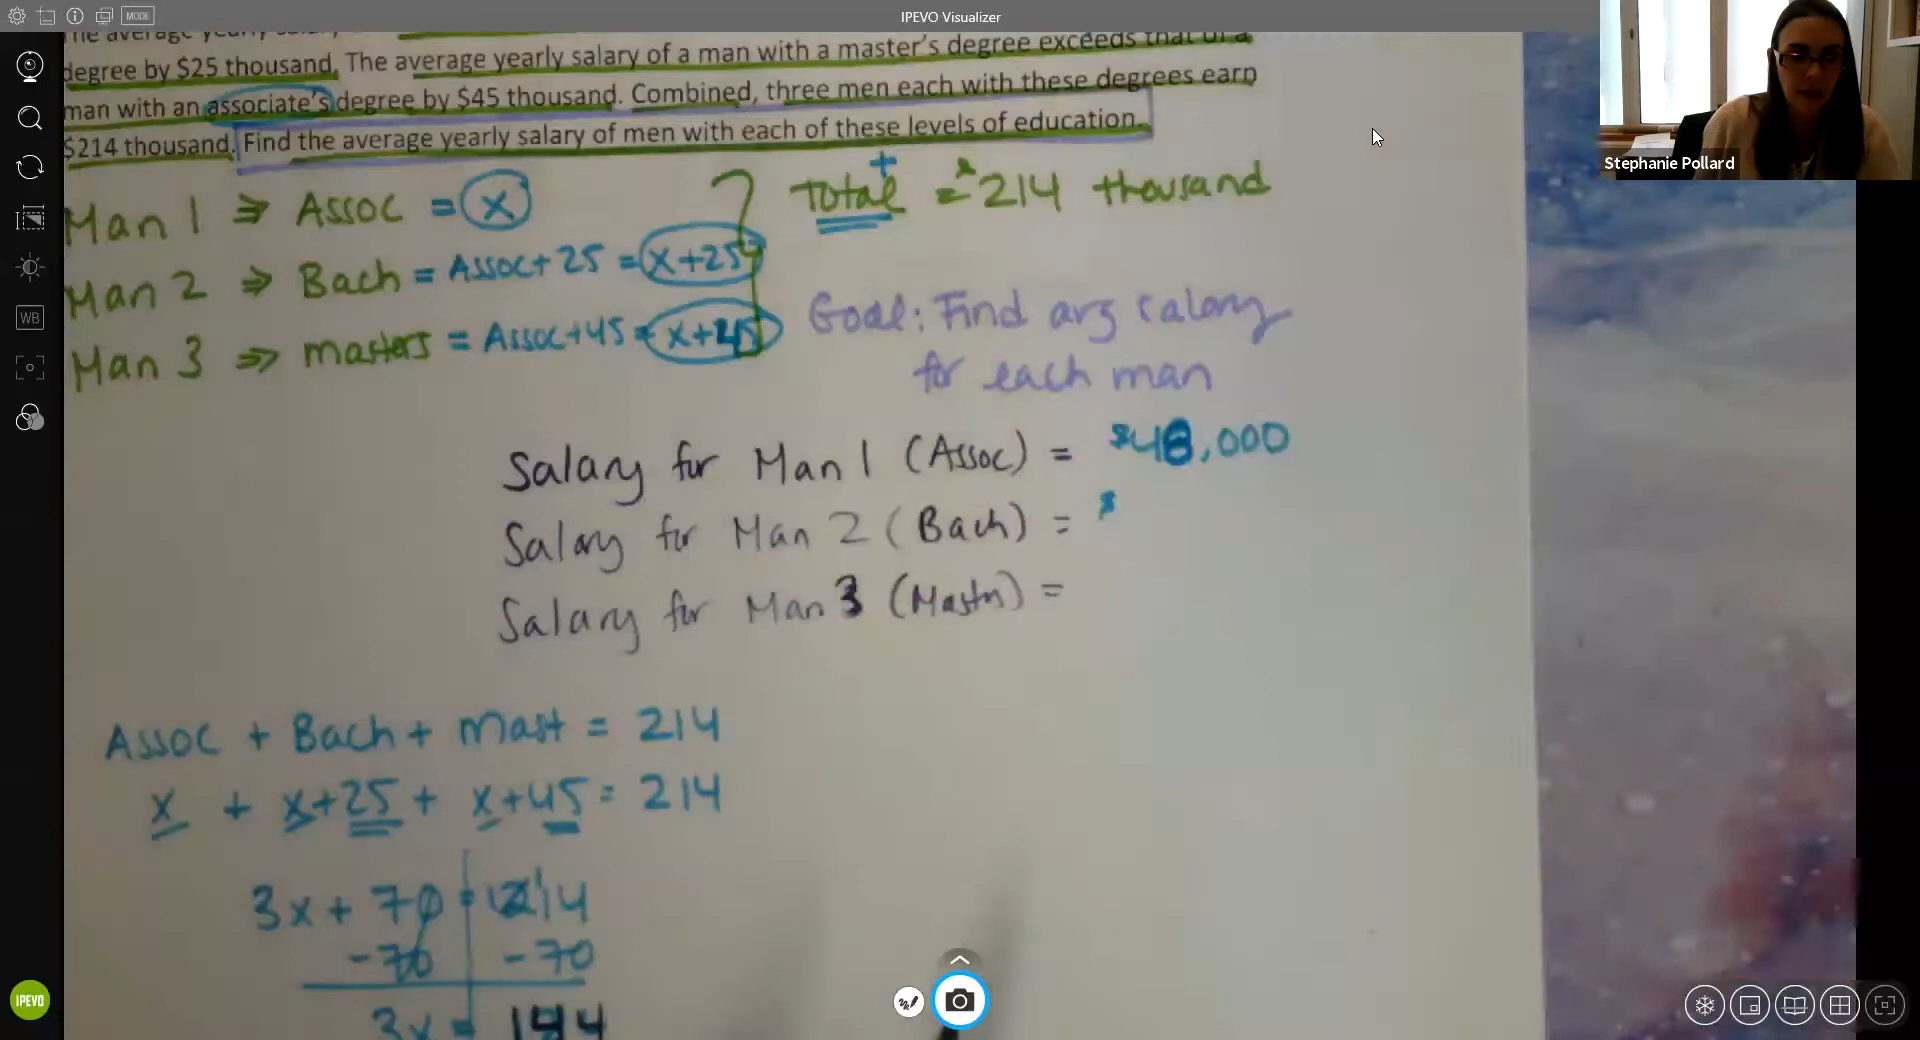 MODE
IPEVO Visualizer
The average yearly
degree by $25 thousand. The average yearly salary of a man with a master's degree exceeds that of a
man with an associate's degree by $45 thousand. Combined, three men each with these degrees earn
$214 thousand. Find the average yearly salary of men with each of these levels of education.
Stephanie Pollard
WB
Man 1 ⇒ Assoc = x
Man 2 ⇒ Bach = Assoc + 25 = x+25
Man 3 ⇒ masters = Assoc+45 = x+45
+
Total = $214 thousand
Goal: Find avg salary
for each man
Salary for Man 1 (Assoc) = $48,000
Salary for Man 2 (Bach) = $
Salary for Man 3 (Mastr) =
Assoc + Bach + Mast = 214
x + x+25 + x+45 = 214
3x + 70 = 214
-70 -70
3x = 144
IPEVO